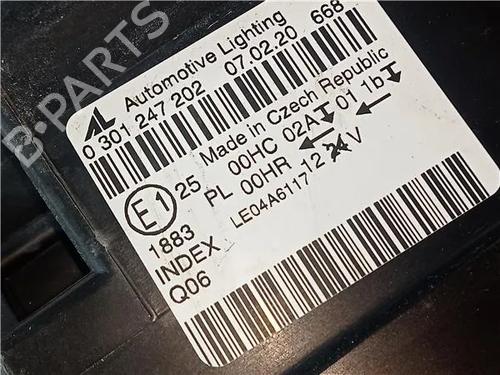 AL Automotive Lighting
0 301 247 202 07.02.20 668
E1 25 Made in Czech Republic
PL 00HC 02A 01 1b
00HR
1883 LE04A6117 12 V
INDEX
Q06
B-PARTS